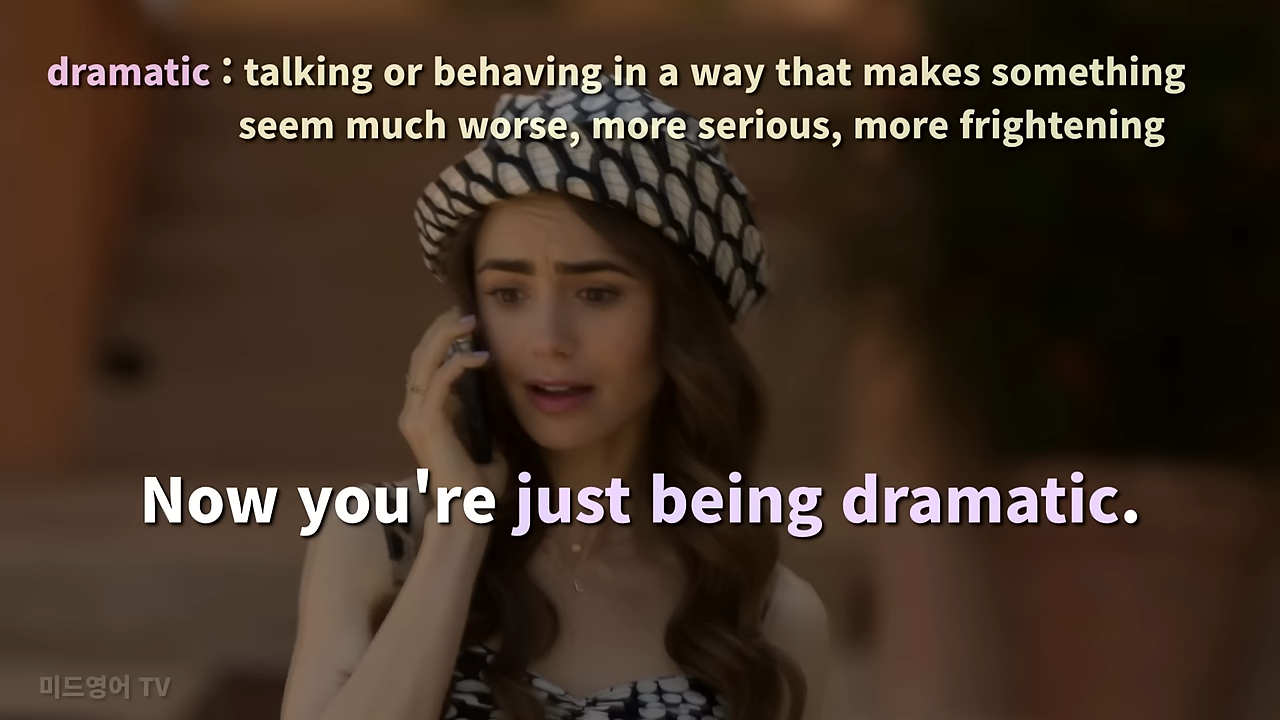 dramatic : talking or behaving in a way that makes something
seem much worse, more serious, more frightening
Now you're just being dramatic.
미드영어 TV